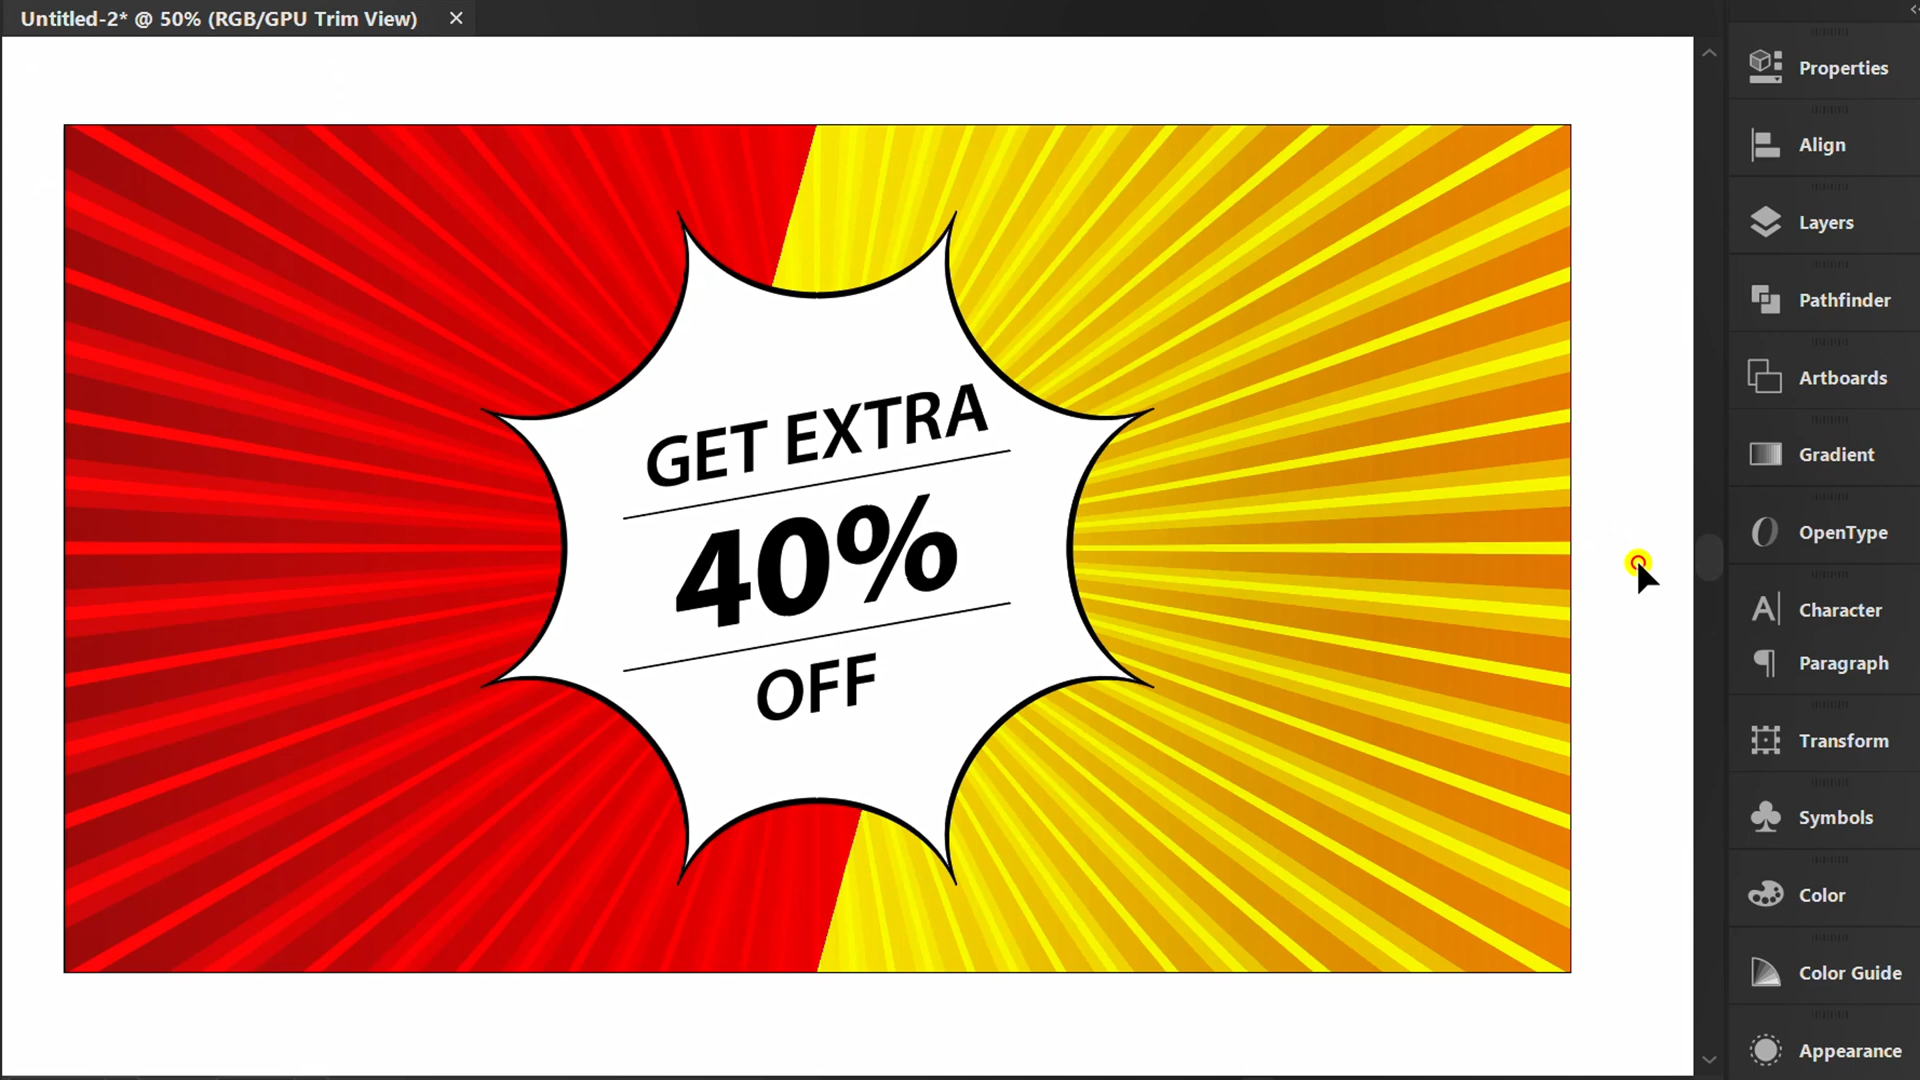 Untitled-2* @ 50% (RGB/GPU Trim View)
GET EXTRA
40%
OFF
Properties
Align
Layers
Pathfinder
Artboards
Gradient
OpenType
Character
Paragraph
Transform
Symbols
Color
Color Guide
Appearance